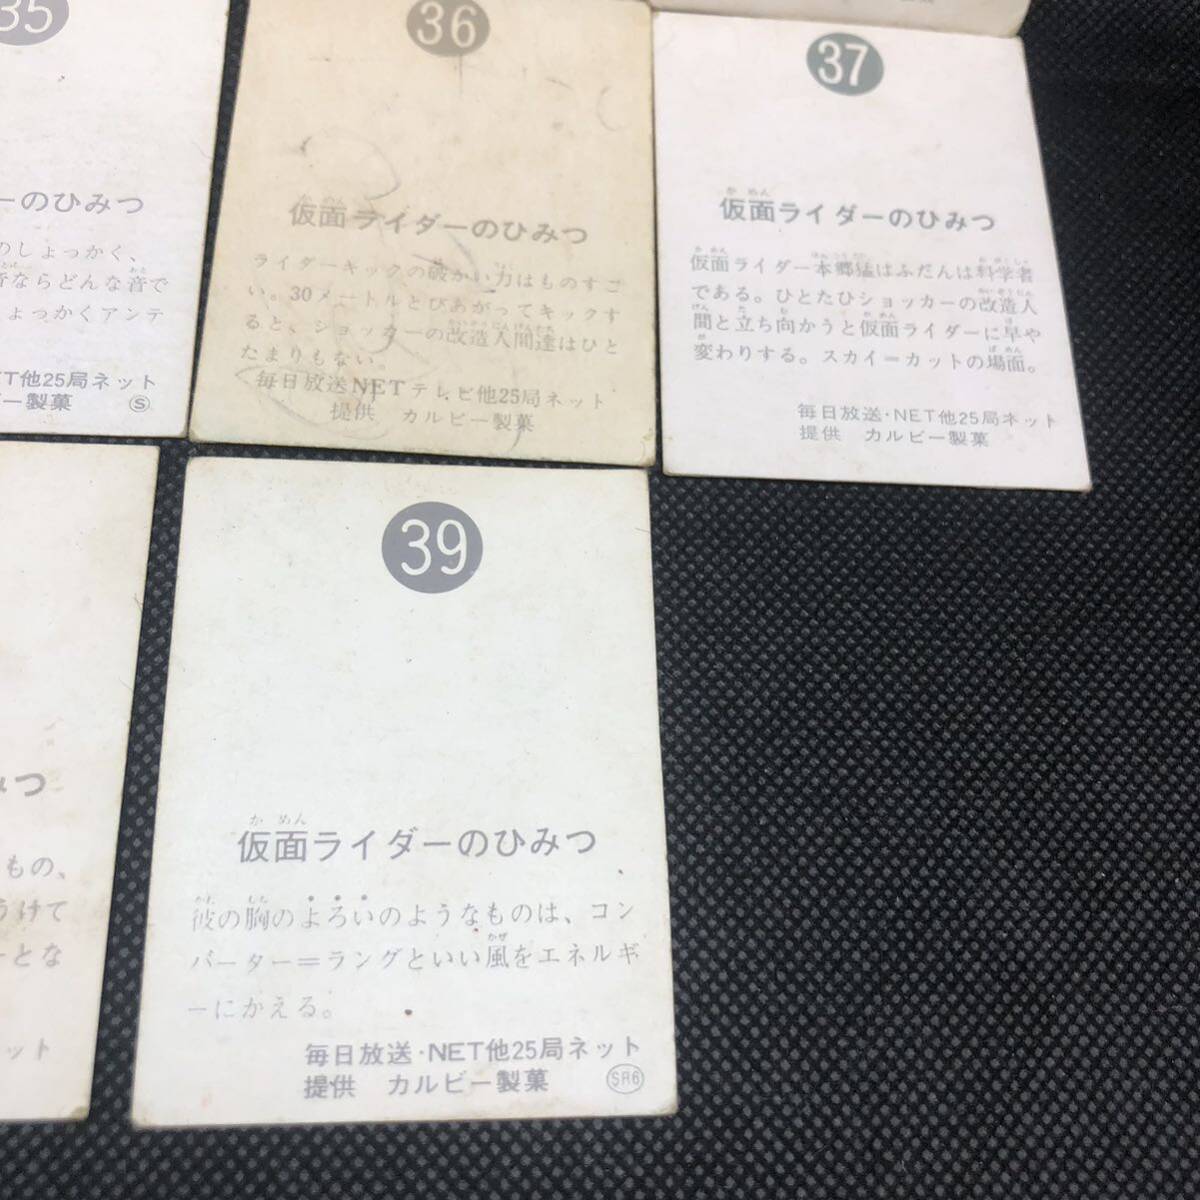 35
ーのひみつ
のしょっかく、
音ならどんな音で
ょっかくアンテ
ET他25局ネット
ビー製菓 Ⓢ
36
仮面ライダーのひみつ
ライダーキックの破かい力はものすご
い。30メートルとびあがってキックす
ると、ショッカーの改造人間達はひと
たまりもない。
毎日放送NETテレビ他25局ネット
提供 カルビー製菓
37
か めん
仮面ライダーのひみつ
仮面ライダー本郷猛はふだんは科学者
である。ひとたびショッカーの改造人
間と立ち向かうと仮面ライダーに早や
変わりする。スカイ＝カットの場面。
毎日放送・NET他25局ネット
提供 カルビー製菓
みつ
もの、
うけて
ーとな
ット
39
か めん
仮面ライダーのひみつ
彼の胸のよろいのようなものは、コン
バーター＝ラングといい風をエネルギ
ーにかえる。
毎日放送・NET他25局ネット
提供 カルビー製菓 SR6